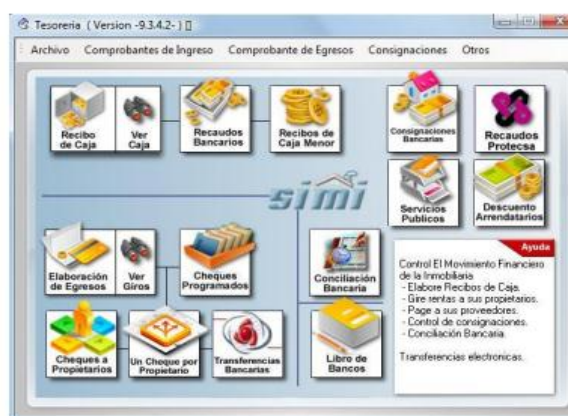 Tesoreria ( Version -9.3.4.2- )
Archivo Comprobantes de Ingreso Comprobante de Egresos Consignaciones Otros
Recibo
de Caja
Ver
Caja
Recaudos
Bancarios
Recibos de
Caja Menor
Consignaciones
Bancarias
Recaudos
Protecsa
simi
Servicios
Publicos
Descuento
Arrendatarios
Elaboración
de Egresos
Ver
Giros
Cheques
Programados
Conciliación
Bancaria
Ayuda
Control El Movimiento Financiero
de la Inmobiliaria
- Elabore Recibos de Caja.
- Gire rentas a sus propietarios.
- Page a sus proveedores.
- Control de consignaciones.
- Conciliación Bancaria.
Transferencias electronicas.
Cheques a
Propietarios
Un Cheque por
Propietario
Transferencias
Bancarias
Libro de
Bancos